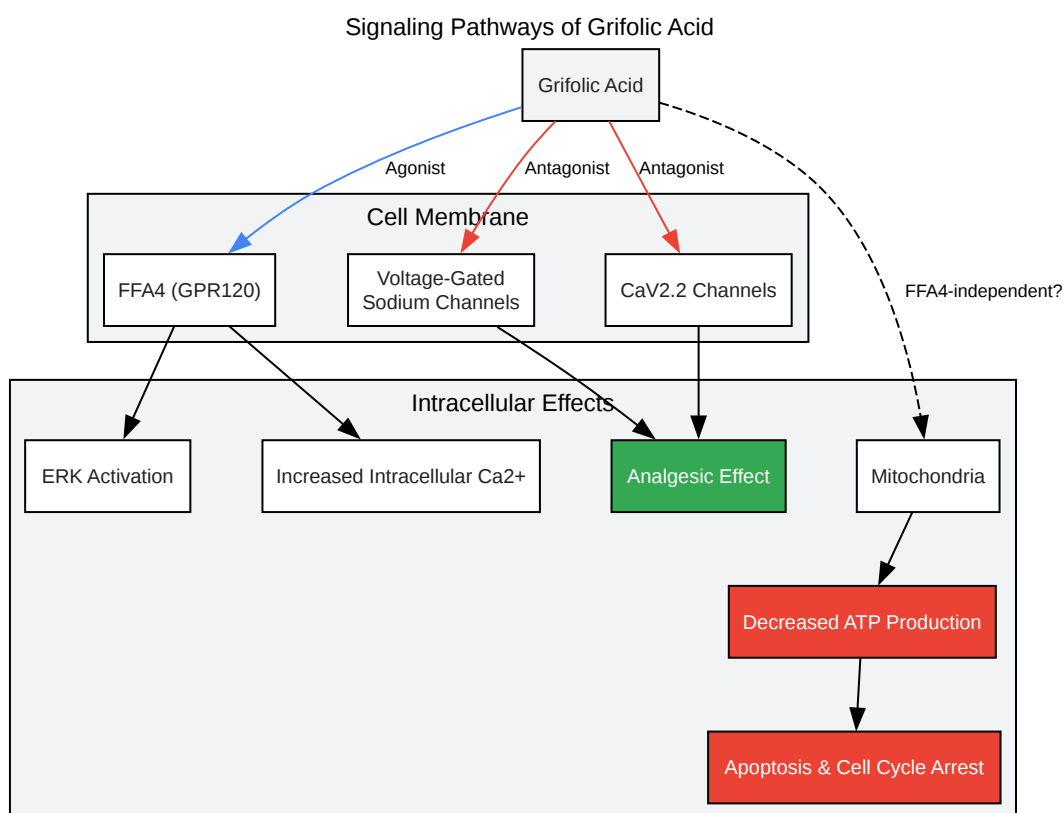 Signaling Pathways of Grifolic Acid
Grifolic Acid
Agonist
Antagonist
Antagonist
Cell Membrane
FFA4 (GPR120)
Voltage-Gated
Sodium Channels
CaV2.2 Channels
FFA4-independent?
Intracellular Effects
ERK Activation
Increased Intracellular Ca2+
Analgesic Effect
Mitochondria
Decreased ATP Production
Apoptosis & Cell Cycle Arrest